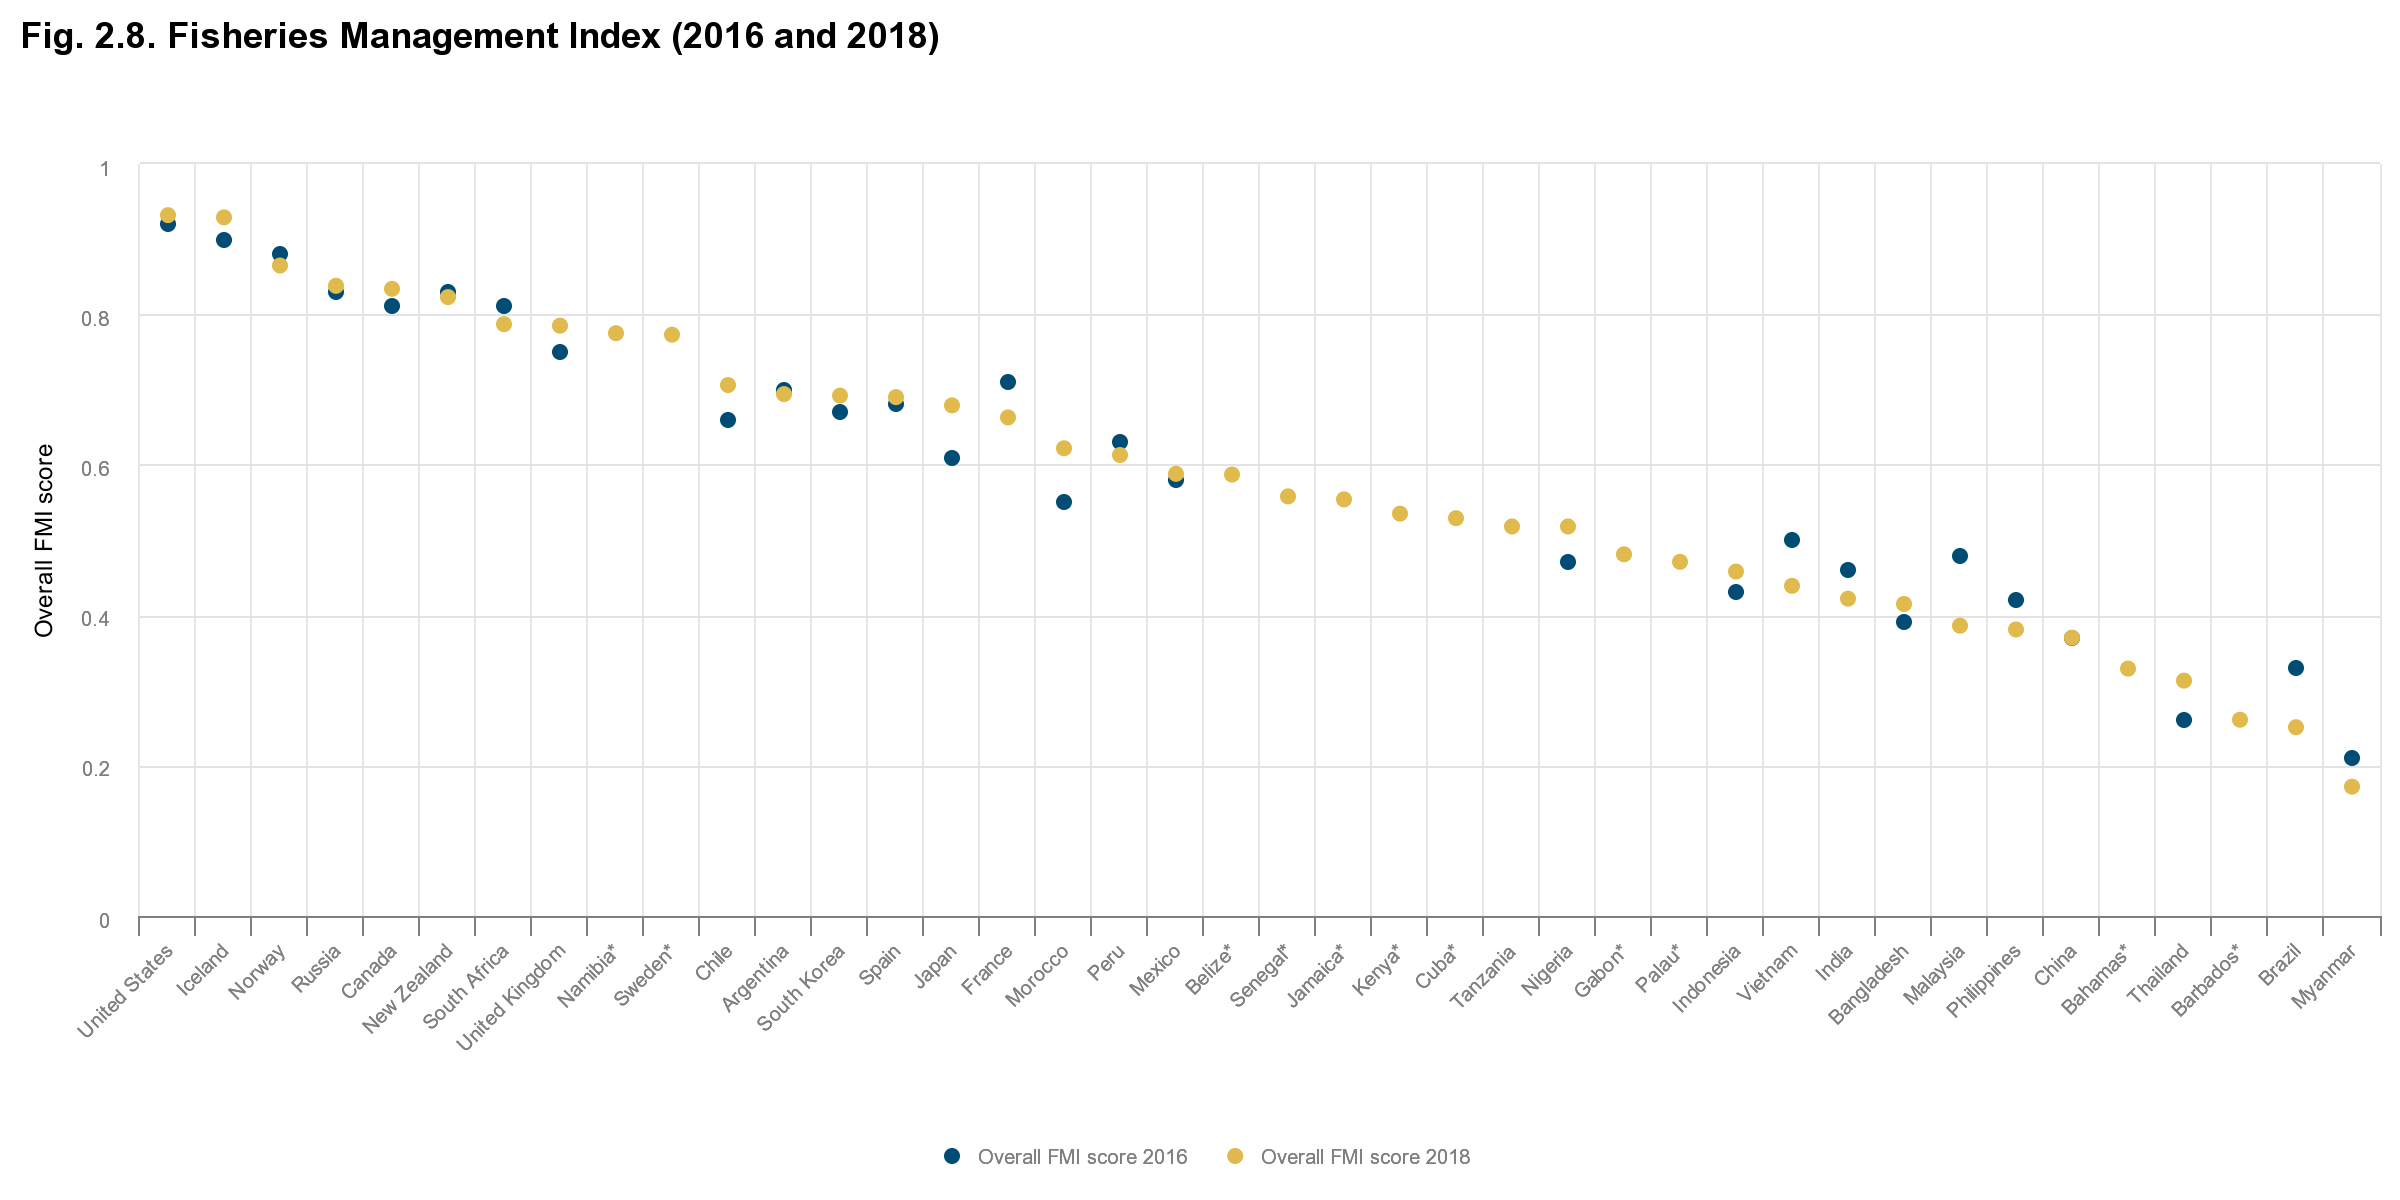 Fig. 2.8. Fisheries Management Index (2016 and 2018)
Overall FMI score
1
0.8
0.6
0.4
0.2
0
United States
Iceland
Norway
Russia
Canada
New Zealand
South Africa
United Kingdom
Namibia*
Sweden*
Chile
Argentina
South Korea
Spain
Japan
France
Morocco
Peru
Mexico
Belize*
Senegal*
Jamaica*
Kenya*
Cuba*
Tanzania
Nigeria
Gabon*
Palau*
Indonesia
Vietnam
India
Bangladesh
Malaysia
Philippines
China
Bahamas*
Thailand
Barbados*
Brazil
Myanmar
Overall FMI score 2016
Overall FMI score 2018